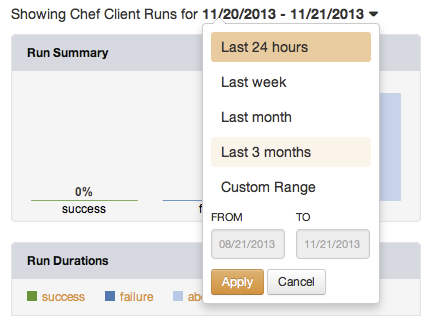 Showing Chef Client Runs for 11/20/2013 - 11/21/2013
Run Summary
Last 24 hours
Last week
Last month
Last 3 months
Custom Range
FROM TO
08/21/2013 11/21/2013
Apply Cancel
0%
success
Run Durations
success failure